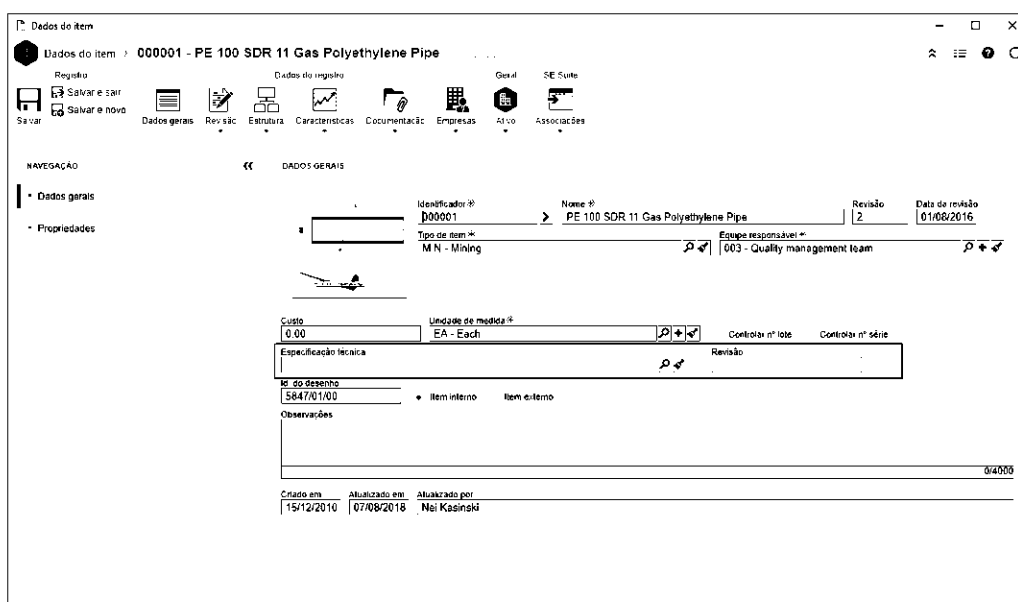 Dados do item
Dados do item > 000001 - PE 100 SDR 11 Gas Polyethylene Pipe
Registro Dados do registro Geral SE Suite
Salvar Salvar e sair
Salvar e novo
Dados gerais Revisão Estrutura Características Documentação Empresas Ativo Associações
NAVEGAÇÃO
Dados gerais
Propriedades
DADOS GERAIS
Identificador Nome Revisão Data da revisão
000001 PE 100 SDR 11 Gas Polyethylene Pipe 2 01/08/2016
Tipo de item Equipe responsável
MIN - Mining 003 - Quality management team
Custo Unidade de medida
0.00 EA - Each Controlar nº lote Controlar nº série
Especificação técnica Revisão
Id. do desenho
5847/01/00 Item interno Item externo
Observações
0/4000
Criado em Atualizado em Atualizado por
15/12/2010 07/08/2018 Nei Kasinski